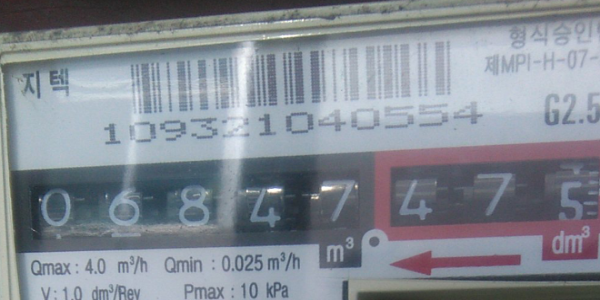 지텍
형식승인
제MPI-H-07-
109321040554
G2.5
06847 475
m³
dm³
Qmax : 4.0 m³/h Qmin : 0.025 m³/h
V : 1.0 dm³/Rev Pmax : 10 kPa